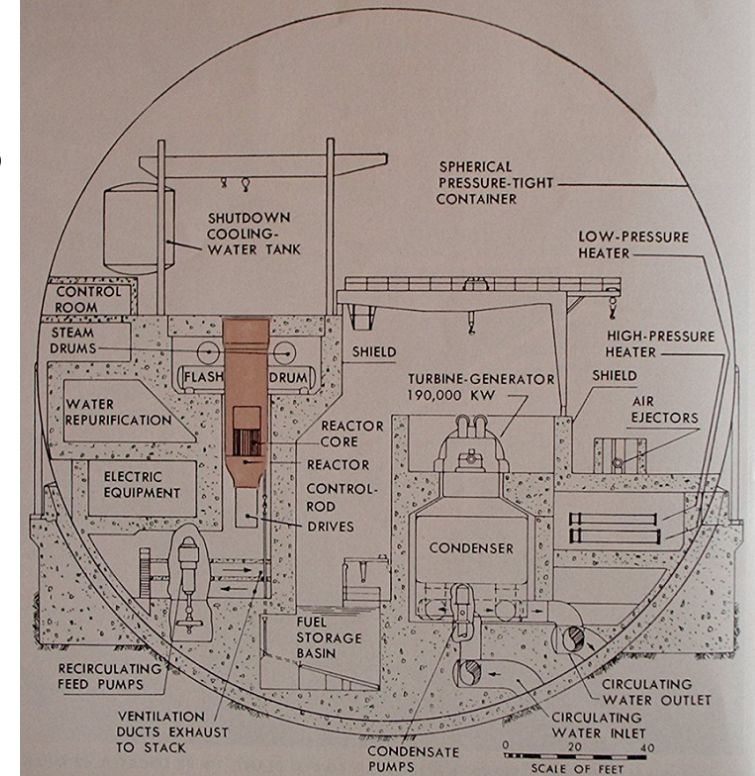 SPHERICAL
PRESSURE-TIGHT
CONTAINER
SHUTDOWN
COOLING-
WATER TANK
LOW-PRESSURE
HEATER
CONTROL
ROOM
STEAM
DRUMS
SHIELD
HIGH-PRESSURE
HEATER
FLASH
DRUM
TURBINE-GENERATOR
190,000 KW
SHIELD
WATER
REPURIFICATION
AIR
EJECTORS
REACTOR
CORE
REACTOR
ELECTRIC
EQUIPMENT
CONTROL-
ROD
DRIVES
CONDENSER
FUEL
STORAGE
BASIN
RECIRCULATING
FEED PUMPS
CIRCULATING
WATER OUTLET
VENTILATION
DUCTS EXHAUST
TO STACK
CIRCULATING
WATER INLET
CONDENSATE
PUMPS
0 20 40
SCALE OF FEET